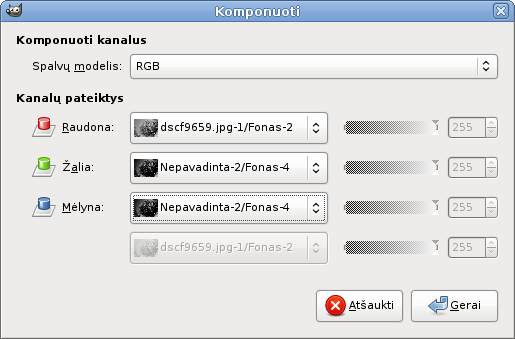 Komponuoti
Komponuoti kanalus
Spalvų modelis: RGB
Kanalų pateiktys
Raudona: dscf9659.jpg-1/Fonas-2 255
Žalia: Nepavadinta-2/Fonas-4 255
Mėlyna: Nepavadinta-2/Fonas-4 255
dscf9659.jpg-1/Fonas-2 255
Atšaukti Gerai